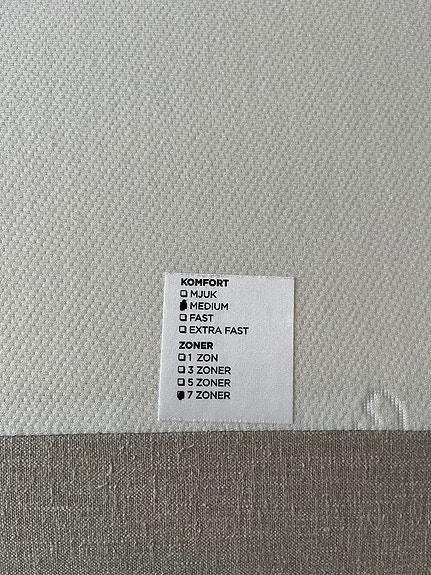 KOMFORT
MJUK
MEDIUM
FAST
EXTRA FAST
ZONER
1 ZON
3 ZONER
5 ZONER
7 ZONER